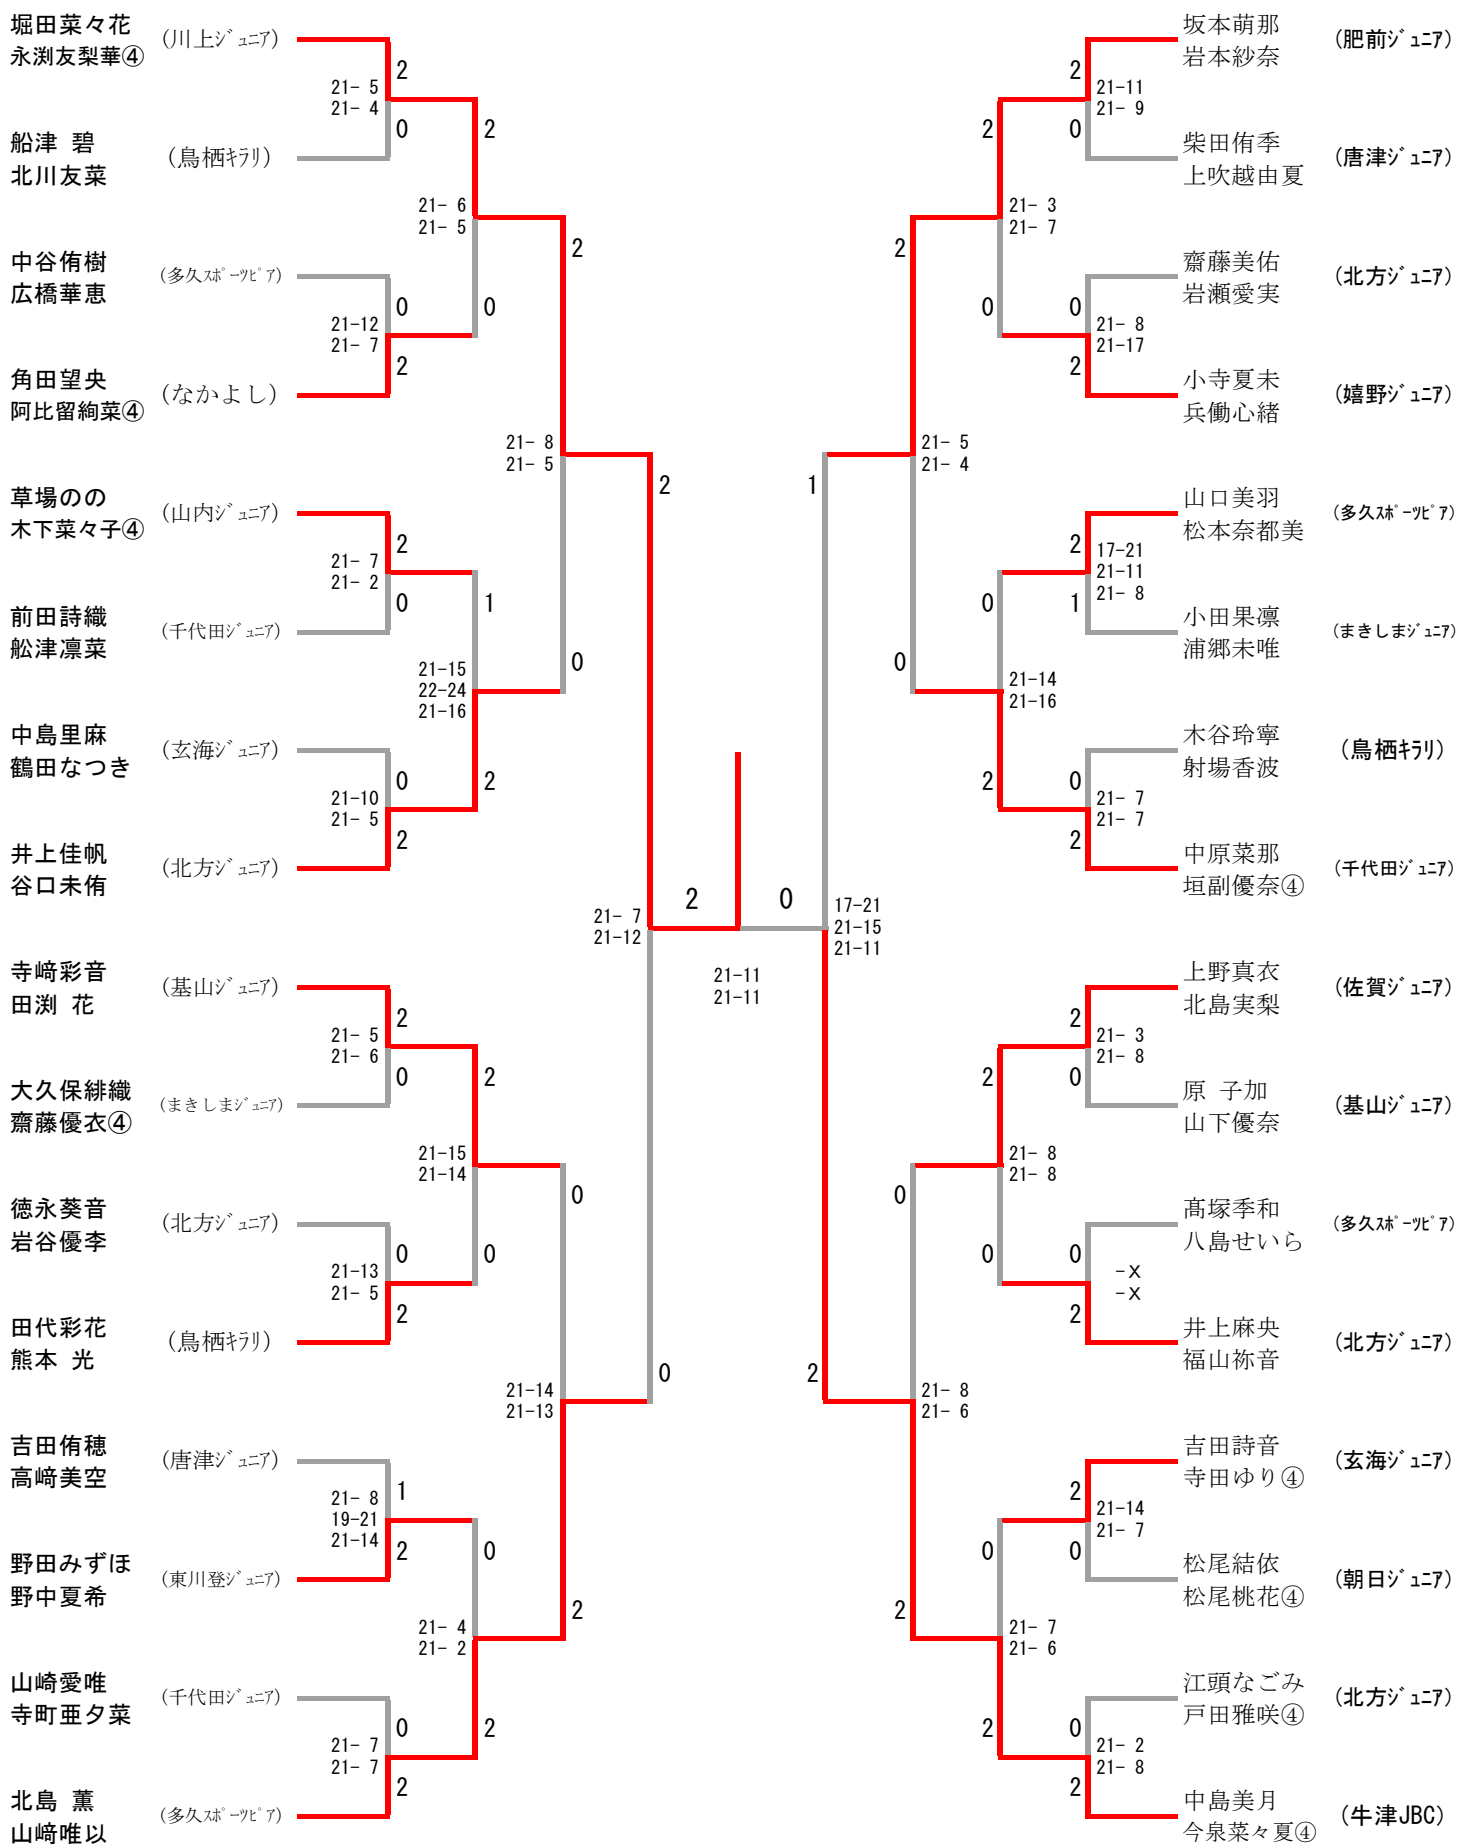 堀田菜々花
永渕友梨華④
(川上ｼﾞｭﾆｱ)
2
21- 5
21- 4
0
船津 碧
北川友菜
(鳥栖ｷﾗﾘ)
2
21- 6
21- 5
0
中谷侑樹
広橋華恵
(多久ｽﾎﾟｰﾂﾋﾟｱ)
0
21-12
21- 7
2
角田望央
阿比留絢菜④
(なかよし)
2
21- 8
21- 5
0
草場のの
木下菜々子④
(山内ｼﾞｭﾆｱ)
2
21- 7
21- 2
0
前田詩織
舩津凛菜
(千代田ｼﾞｭﾆｱ)
1
21-15
22-24
21-16
2
中島里麻
鶴田なつき
(玄海ｼﾞｭﾆｱ)
0
21-10
21- 5
2
井上佳帆
谷口未侑
(北方ｼﾞｭﾆｱ)
2
21- 7
21-12
0
寺﨑彩音
田渕 花
(基山ｼﾞｭﾆｱ)
2
21- 5
21- 6
0
大久保緋織
齋藤優衣④
(まきしまｼﾞｭﾆｱ)
2
21-15
21-14
0
徳永葵音
岩谷優李
(北方ｼﾞｭﾆｱ)
0
21-13
21- 5
2
田代彩花
熊本 光
(鳥栖ｷﾗﾘ)
0
21-14
21-13
2
吉田侑穂
高﨑美空
(唐津ｼﾞｭﾆｱ)
1
21- 8
19-21
21-14
2
野田みずほ
野中夏希
(東川登ｼﾞｭﾆｱ)
0
21- 4
21- 2
2
山崎愛唯
寺町亜夕菜
(千代田ｼﾞｭﾆｱ)
0
21- 7
21- 7
2
北島 薫
山﨑唯以
(多久ｽﾎﾟｰﾂﾋﾟｱ)
2
0
21-11
21-11
坂本萌那
岩本紗奈
(肥前ｼﾞｭﾆｱ)
2
21-11
21- 9
0
柴田侑季
上吹越由夏
(唐津ｼﾞｭﾆｱ)
2
21- 3
21- 7
0
齋藤美佑
岩瀬愛実
(北方ｼﾞｭﾆｱ)
0
21- 8
21-17
2
小寺夏未
兵働心緒
(嬉野ｼﾞｭﾆｱ)
2
21- 5
21- 4
0
山口美羽
松本奈都美
(多久ｽﾎﾟｰﾂﾋﾟｱ)
2
17-21
21-11
21- 8
1
小田果凛
浦郷未唯
(まきしまｼﾞｭﾆｱ)
0
21-14
21-16
2
木谷玲寧
射場香波
(鳥栖ｷﾗﾘ)
0
21- 7
21- 7
2
中原菜那
垣副優奈④
(千代田ｼﾞｭﾆｱ)
1
17-21
21-15
21-11
2
上野真衣
北島実梨
(佐賀ｼﾞｭﾆｱ)
2
21- 3
21- 8
0
原 子加
山下優奈
(基山ｼﾞｭﾆｱ)
2
21- 8
21- 8
0
髙塚季和
八島せいら
(多久ｽﾎﾟｰﾂﾋﾟｱ)
0
-X
-X
2
井上麻央
福山祢音
(北方ｼﾞｭﾆｱ)
0
21- 8
21- 6
2
吉田詩音
寺田ゆり④
(玄海ｼﾞｭﾆｱ)
2
21-14
21- 7
0
松尾結依
松尾桃花④
(朝日ｼﾞｭﾆｱ)
0
21- 7
21- 6
2
江頭なごみ
戸田雅咲④
(北方ｼﾞｭﾆｱ)
0
21- 2
21- 8
2
中島美月
今泉菜々夏④
(牛津JBC)